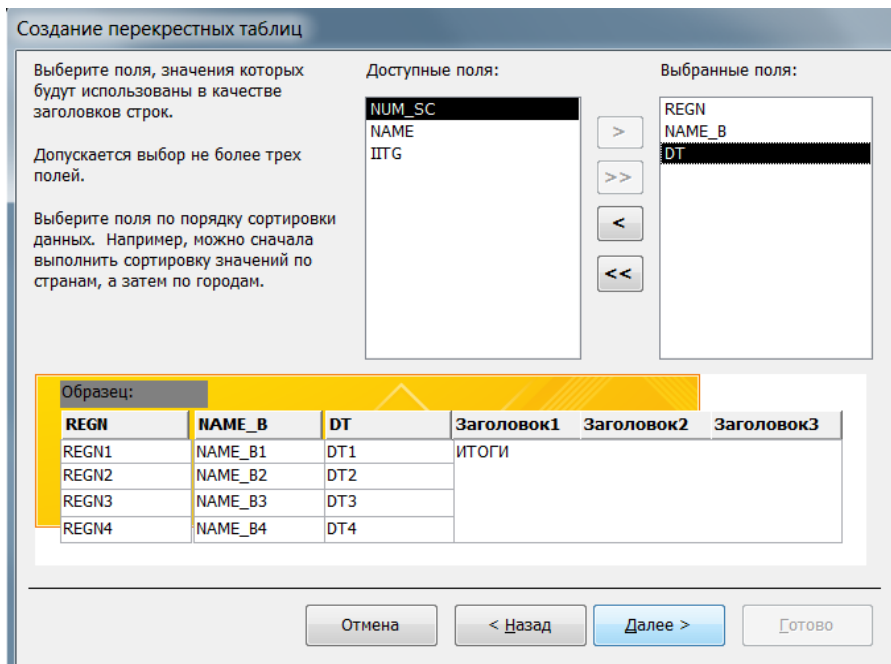 Создание перекрестных таблиц
Выберите поля, значения которых
будут использованы в качестве
заголовков строк.
Допускается выбор не более трех
полей.
Выберите поля по порядку сортировки
данных. Например, можно сначала
выполнить сортировку значений по
странам, а затем по городам.
Доступные поля:
NUM_SC
NAME
IITG
>
>>
<
<<
Выбранные поля:
REGN
NAME_B
DT
Образец:
REGN NAME_B DT Заголовок1 Заголовок2 Заголовок3
REGN1 NAME_B1 DT1 ИТОГИ
REGN2 NAME_B2 DT2
REGN3 NAME_B3 DT3
REGN4 NAME_B4 DT4
Отмена < Назад Далее > Готово